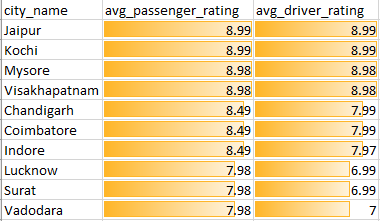 city_name avg_passenger_rating avg_driver_rating
Jaipur 8.99 8.99
Kochi 8.99 8.99
Mysore 8.98 8.98
Visakhapatnam 8.98 8.98
Chandigarh 8.49 7.99
Coimbatore 8.49 7.99
Indore 8.49 7.97
Lucknow 7.98 6.99
Surat 7.98 6.99
Vadodara 7.98 7